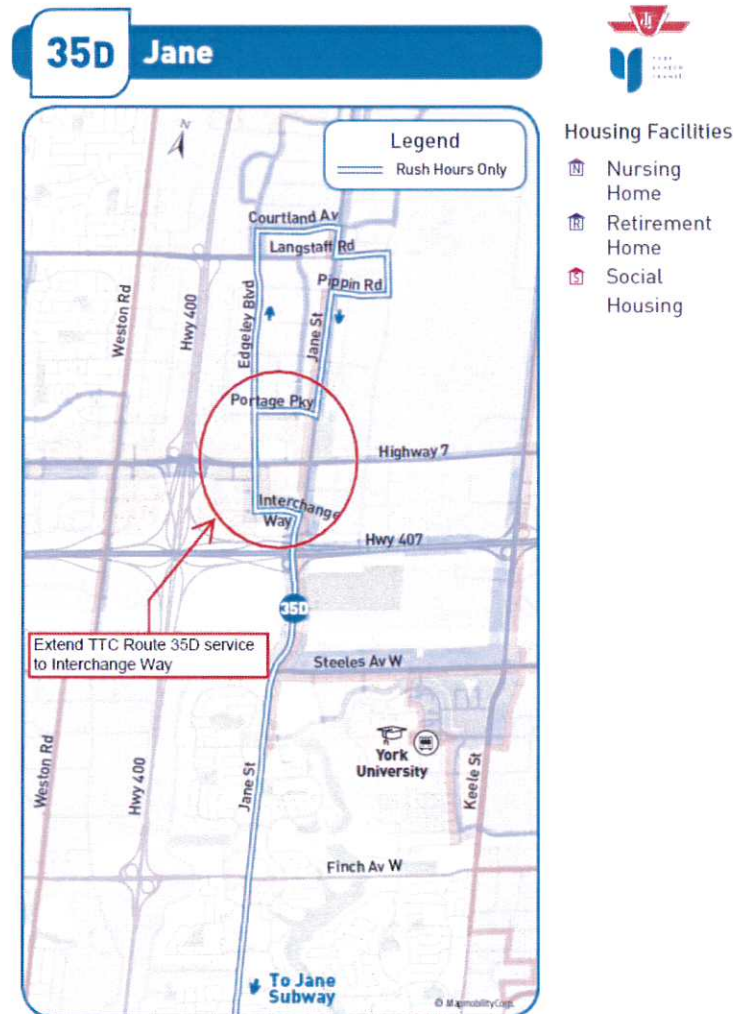 35D Jane
TTC
Housing Facilities
N Nursing
Home
R Retirement
Home
S Social
Housing
N
Legend
Rush Hours Only
Courtland Av
Langstaff Rd
Pippin Rd
Weston Rd
Hwy 400
Edgeley Blvd
Jane St
Portage Pky
Highway 7
Interchange
Way
Hwy 407
35D
Extend TTC Route 35D service
to Interchange Way
Steeles Av W
York
University
Weston Rd
Hwy 400
Jane St
Keele St
Finch Av W
To Jane
Subway
© MapmobilityCorp.